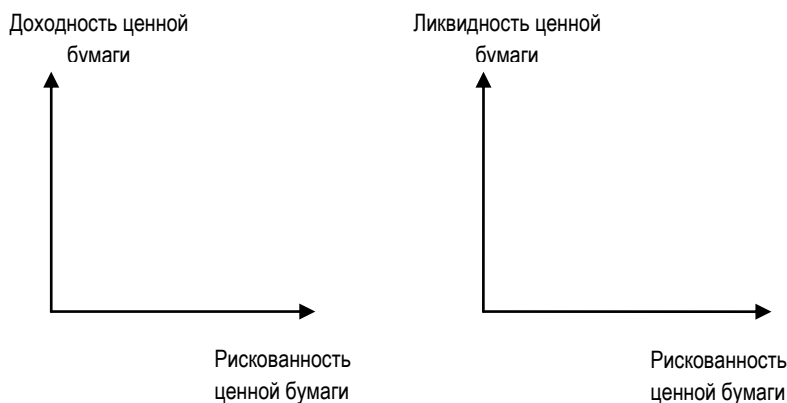 Доходность ценной
бумаги
Ликвидность ценной
бумаги
Рискованность
ценной бумаги
Рискованность
ценной бумаги